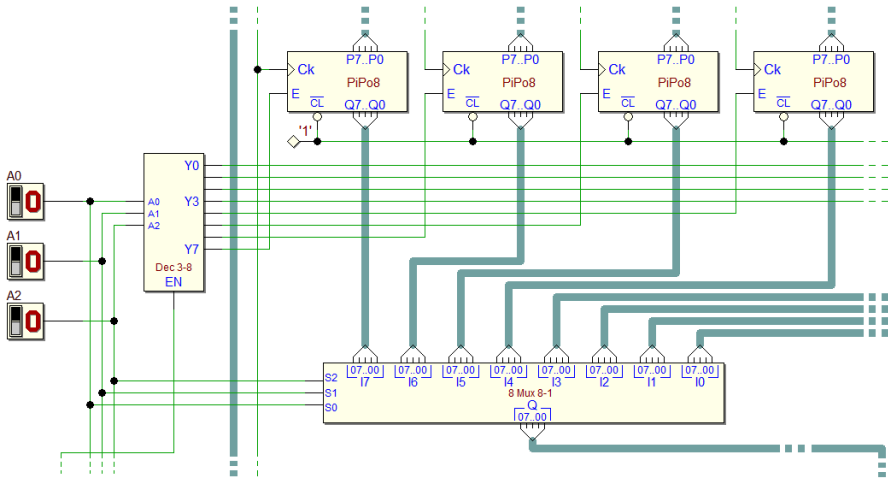 P7..P0 P7..P0 P7..P0 P7..P0
Ck Ck Ck Ck
PiPo8 PiPo8 PiPo8 PiPo8
E E E E
CL CL CL CL
Q7..Q0 Q7..Q0 Q7..Q0 Q7..Q0
'1'
Y0
A0
0
A0 Y3
A1
A2
A1
0
Y7
Dec 3-8
EN
A2
0
07..00 07..00 07..00 07..00 07..00 07..00 07..00 07..00
S2 I7 I6 I5 I4 I3 I2 I1 I0
S1 8 Mux 8-1
S0 Q
07..00